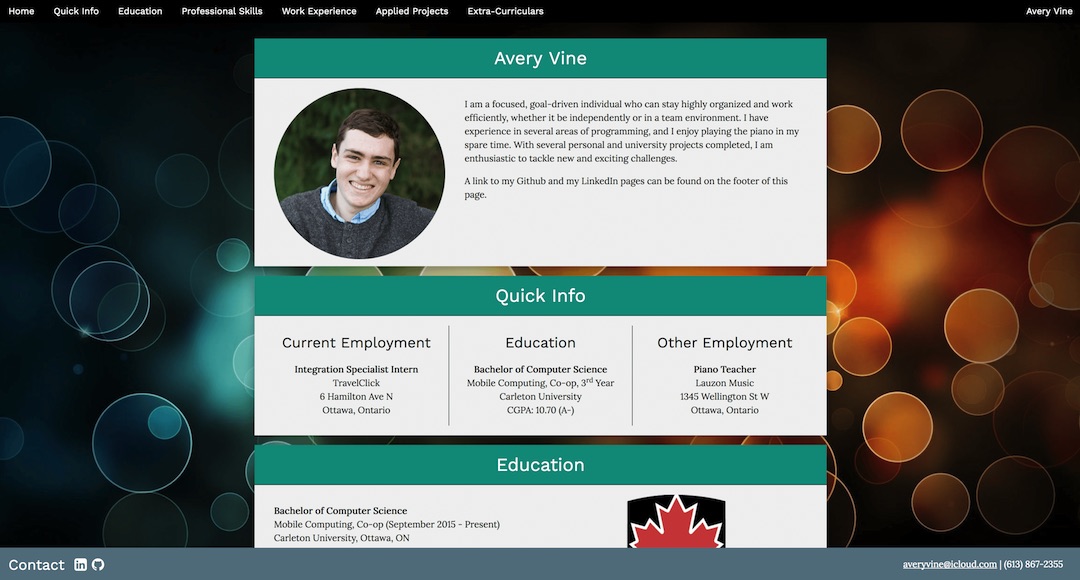 Home Quick Info Education Professional Skills Work Experience Applied Projects Extra-Curriculars Avery Vine
Avery Vine
I am a focused, goal-driven individual who can stay highly organized and work
efficiently, whether it be independently or in a team environment. I have
experience in several areas of programming, and I enjoy playing the piano in my
spare time. With several personal and university projects completed, I am
enthusiastic to tackle new and exciting challenges.
A link to my Github and my LinkedIn pages can be found on the footer of this
page.
Quick Info
Current Employment
Integration Specialist Intern
TravelClick
6 Hamilton Ave N
Ottawa, Ontario
Education
Bachelor of Computer Science
Mobile Computing, Co-op, 3rd Year
Carleton University
CGPA: 10.70 (A-)
Other Employment
Piano Teacher
Lauzon Music
1345 Wellington St W
Ottawa, Ontario
Education
Bachelor of Computer Science
Mobile Computing, Co-op (September 2015 - Present)
Carleton University, Ottawa, ON
Contact in averyvine@icloud.com | (613) 867-2355